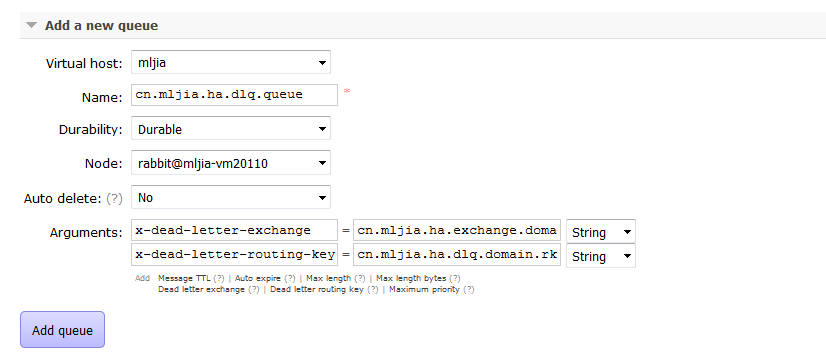 Add a new queue
Virtual host: mljia
Name: cn.mljia.ha.dlq.queue *
Durability: Durable
Node: rabbit@mljia-vm20110
Auto delete: (?) No
Arguments: x-dead-letter-exchange = cn.mljia.ha.exchange.doma String
x-dead-letter-routing-key = cn.mljia.ha.dlq.domain.rk String
Add Message TTL (?) | Auto expire (?) | Max length (?) | Max length bytes (?)
Dead letter exchange (?) | Dead letter routing key (?) | Maximum priority (?)
Add queue